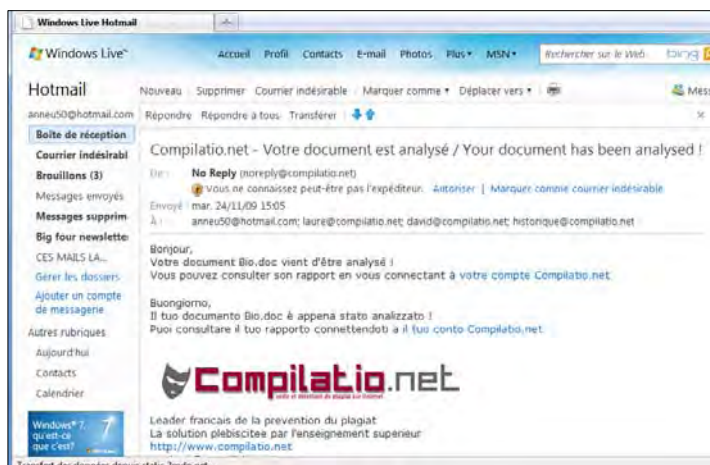 Windows Live Hotmail
Windows Live™ Accueil Profil Contacts E-mail Photos Plus MSN Rechercher sur le Web bing
Hotmail
Nouveau Supprimer Courrier indésirable Marquer comme Déplacer vers Mess
anneu50@hotmail.com
Répondre Répondre à tous Transférer
Boîte de réception
Courrier indésirabl
Brouillons (3)
Messages envoyés
Messages supprim
Big four newslette
CES MAILS LA...
Gérer les dossiers
Ajouter un compte
de messagerie
Autres rubriques
Aujourd'hui
Contacts
Calendrier
Windows® 7,
qu'est-ce
que c'est?
7
Compilatio.net - Votre document est analysé / Your document has been analysed !
De : No Reply (noreply@compilatio.net)
Vous ne connaissez peut-être pas l'expéditeur. Autoriser | Marquer comme courrier indésirable
Envoyé : mar. 24/11/09 15:05
À : anneu50@hotmail.com; laure@compilatio.net; david@compilatio.net; historique@compilatio.net
Bonjour,
Votre document Bio.doc vient d'être analysé !
Vous pouvez consulter son rapport en vous connectant à votre compte Compilatio.net
Buongiorno,
Il tuo documento Bio.doc è appena stato analizzato !
Puoi consultare il tuo rapporto connettendoti a il tuo conto Compilatio.net
Compilatio.net
Leader francais de la prevention du plagiat
La solution plebiscitee par l'enseignement superieur
http://www.compilatio.net